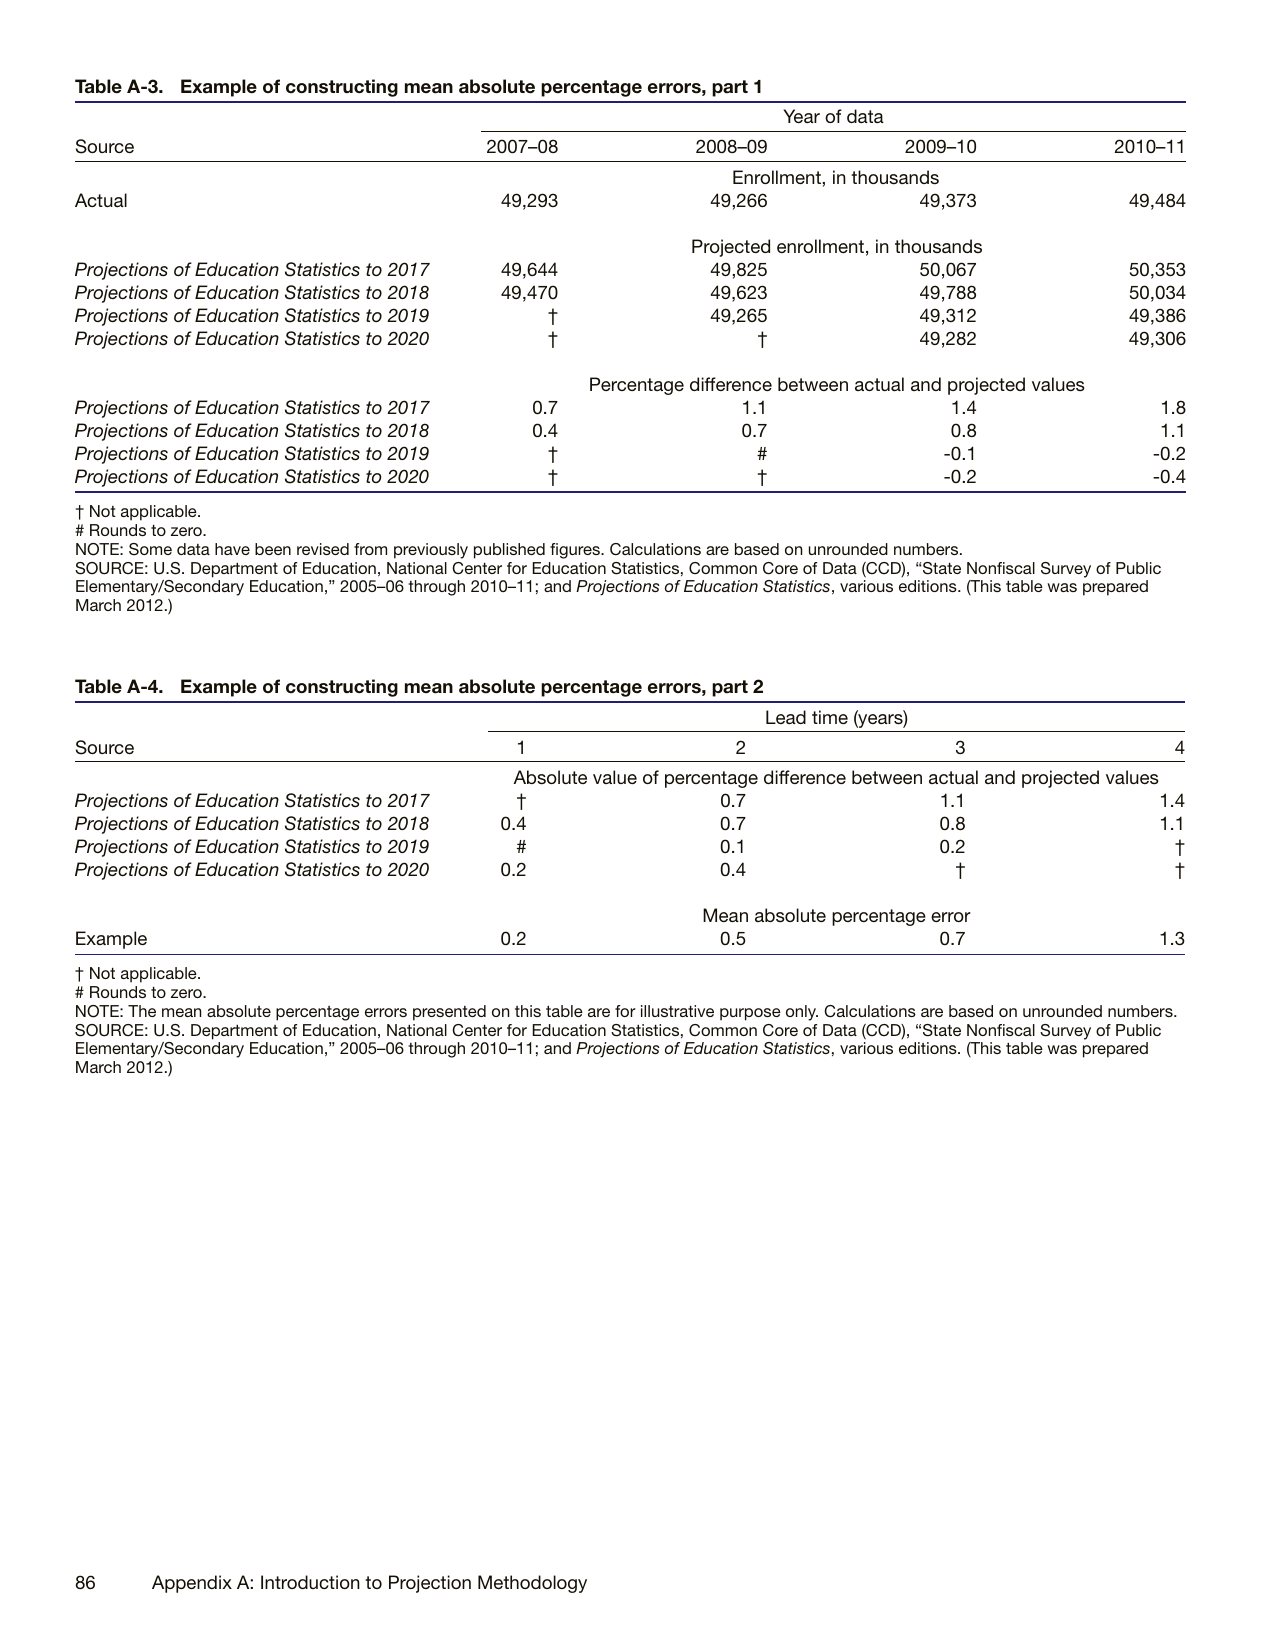 Table A-3. Example of constructing mean absolute percentage errors, part 1
Year of data
Source 2007–08 2008–09 2009–10 2010–11
Enrollment, in thousands
Actual 49,293 49,266 49,373 49,484
Projected enrollment, in thousands
Projections of Education Statistics to 2017 49,644 49,825 50,067 50,353
Projections of Education Statistics to 2018 49,470 49,623 49,788 50,034
Projections of Education Statistics to 2019 † 49,265 49,312 49,386
Projections of Education Statistics to 2020 † † 49,282 49,306
Percentage difference between actual and projected values
Projections of Education Statistics to 2017 0.7 1.1 1.4 1.8
Projections of Education Statistics to 2018 0.4 0.7 0.8 1.1
Projections of Education Statistics to 2019 † # -0.1 -0.2
Projections of Education Statistics to 2020 † † -0.2 -0.4
† Not applicable.
# Rounds to zero.
NOTE: Some data have been revised from previously published figures. Calculations are based on unrounded numbers.
SOURCE: U.S. Department of Education, National Center for Education Statistics, Common Core of Data (CCD), “State Nonfiscal Survey of Public
Elementary/Secondary Education,” 2005–06 through 2010–11; and Projections of Education Statistics, various editions. (This table was prepared
March 2012.)
Table A-4. Example of constructing mean absolute percentage errors, part 2
Lead time (years)
Source 1 2 3 4
Absolute value of percentage difference between actual and projected values
Projections of Education Statistics to 2017 † 0.7 1.1 1.4
Projections of Education Statistics to 2018 0.4 0.7 0.8 1.1
Projections of Education Statistics to 2019 # 0.1 0.2 †
Projections of Education Statistics to 2020 0.2 0.4 † †
Mean absolute percentage error
Example 0.2 0.5 0.7 1.3
† Not applicable.
# Rounds to zero.
NOTE: The mean absolute percentage errors presented on this table are for illustrative purpose only. Calculations are based on unrounded numbers.
SOURCE: U.S. Department of Education, National Center for Education Statistics, Common Core of Data (CCD), “State Nonfiscal Survey of Public
Elementary/Secondary Education,” 2005–06 through 2010–11; and Projections of Education Statistics, various editions. (This table was prepared
March 2012.)
86 Appendix A: Introduction to Projection Methodology